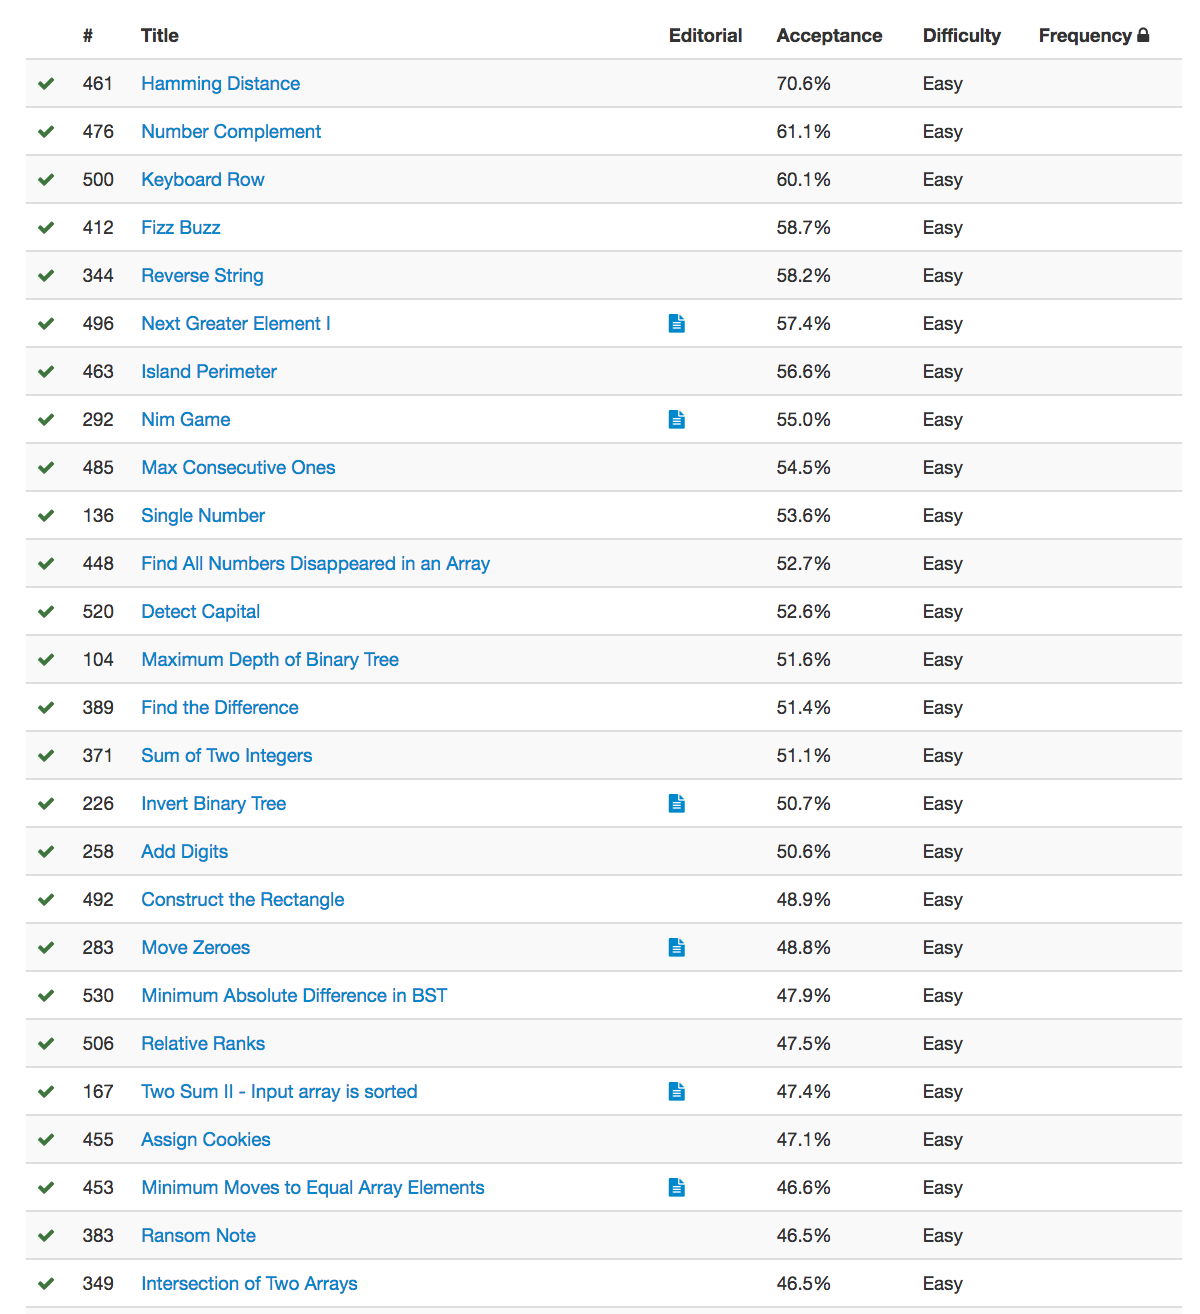 # Title Editorial Acceptance Difficulty Frequency
461 Hamming Distance 70.6% Easy
476 Number Complement 61.1% Easy
500 Keyboard Row 60.1% Easy
412 Fizz Buzz 58.7% Easy
344 Reverse String 58.2% Easy
496 Next Greater Element I 57.4% Easy
463 Island Perimeter 56.6% Easy
292 Nim Game 55.0% Easy
485 Max Consecutive Ones 54.5% Easy
136 Single Number 53.6% Easy
448 Find All Numbers Disappeared in an Array 52.7% Easy
520 Detect Capital 52.6% Easy
104 Maximum Depth of Binary Tree 51.6% Easy
389 Find the Difference 51.4% Easy
371 Sum of Two Integers 51.1% Easy
226 Invert Binary Tree 50.7% Easy
258 Add Digits 50.6% Easy
492 Construct the Rectangle 48.9% Easy
283 Move Zeroes 48.8% Easy
530 Minimum Absolute Difference in BST 47.9% Easy
506 Relative Ranks 47.5% Easy
167 Two Sum II - Input array is sorted 47.4% Easy
455 Assign Cookies 47.1% Easy
453 Minimum Moves to Equal Array Elements 46.6% Easy
383 Ransom Note 46.5% Easy
349 Intersection of Two Arrays 46.5% Easy